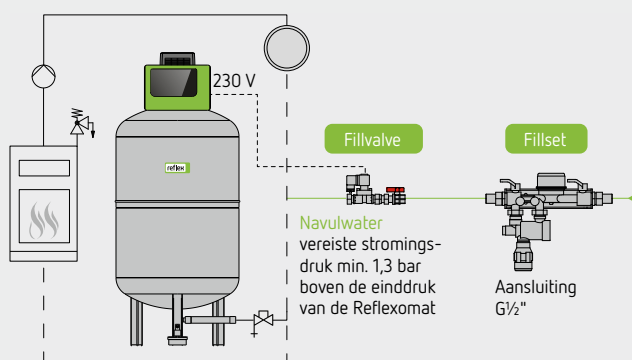 230 V
reflex
Fillvalve
Fillset
Navulwater
vereiste stromings-
druk min. 1,3 bar
boven de einddruk
van de Reflexomat
Aansluiting
G½"